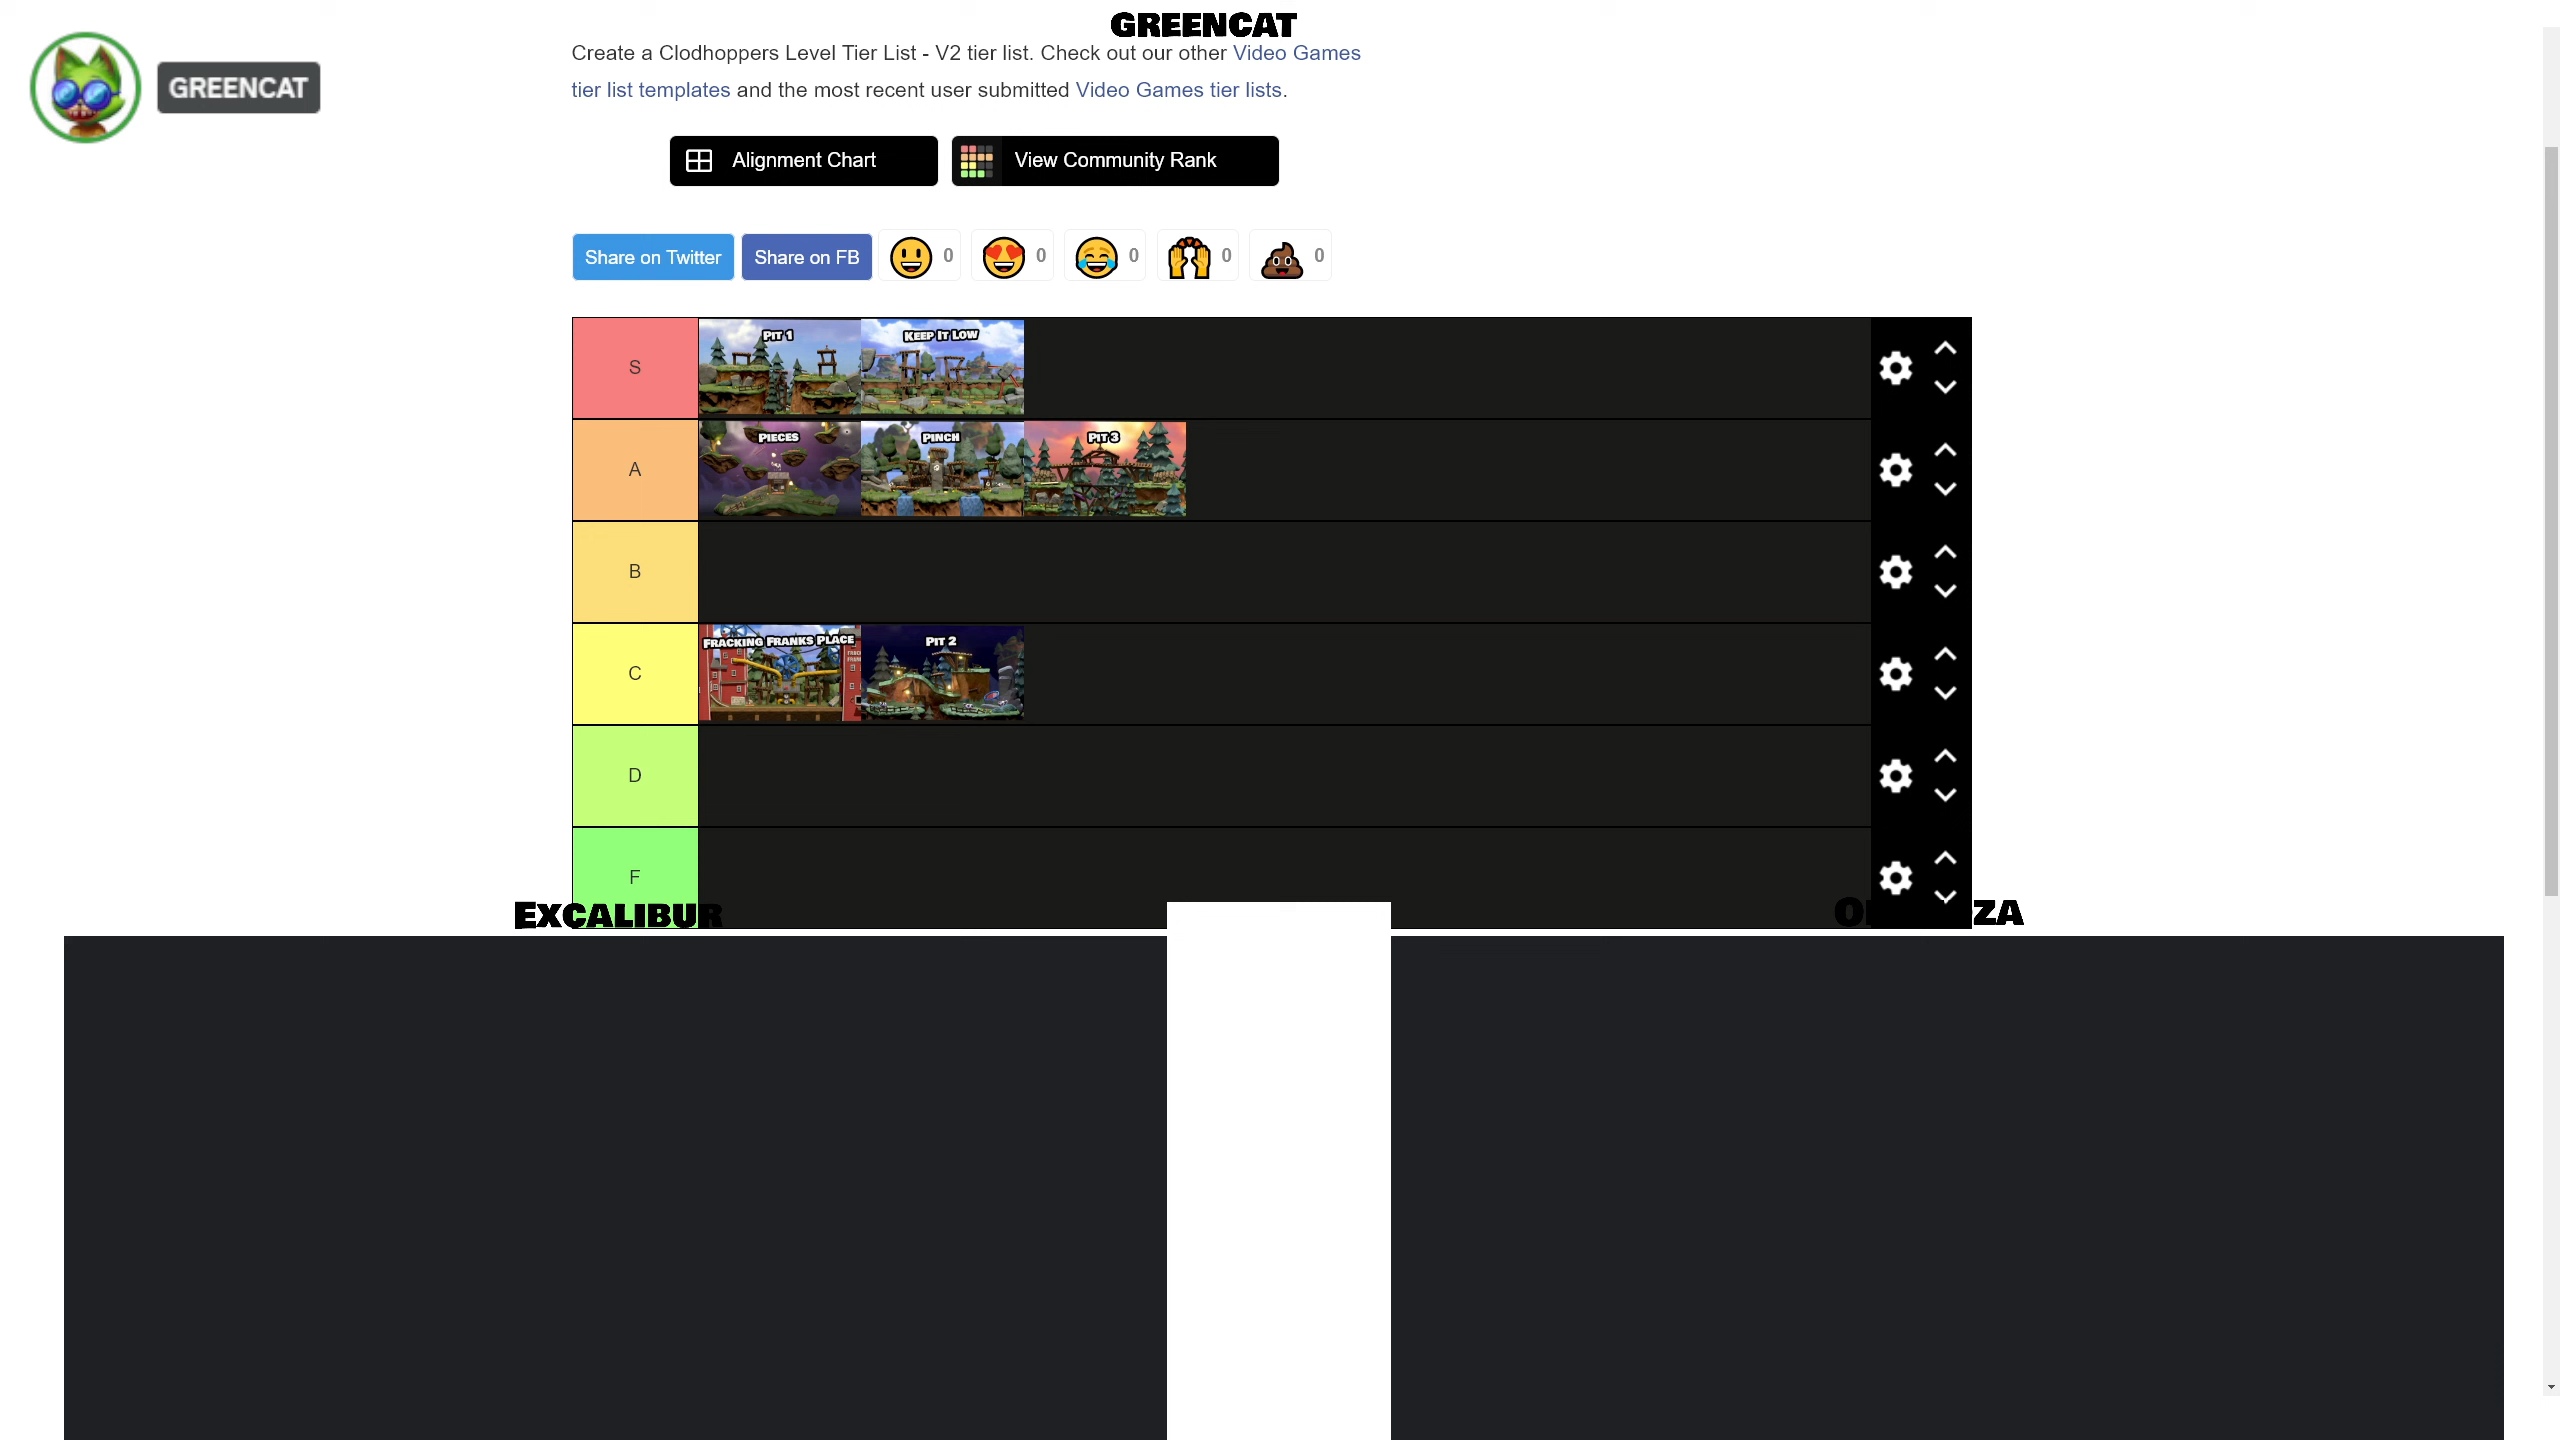 GREENCAT
GREENCAT
Create a Clodhoppers Level Tier List - V2 tier list. Check out our other Video Games
tier list templates and the most recent user submitted Video Games tier lists.
Alignment Chart
View Community Rank
Share on Twitter
Share on FB
0
0
0
0
0
S
PIT 1
KEEP IT LOW
A
PIECES
PINCH
PIT 3
B
C
FRACKING FRANKS PLACE
PIT 2
D
F
EXCALIBUR